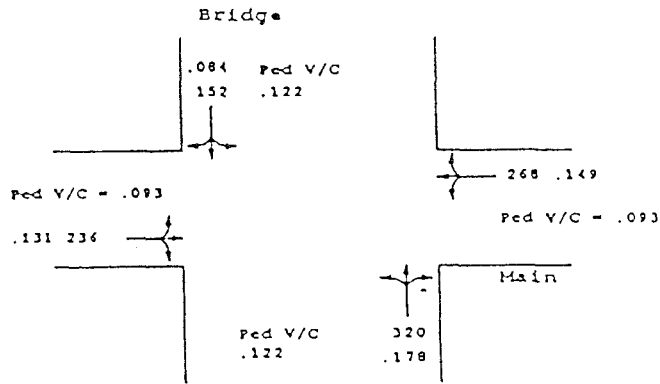 Bridge
.084 Ped V/C
152 .122
268 .149
Ped V/C = .093
Ped V/C = .093
.131 236
Main
Ped V/C 320
.122 .178